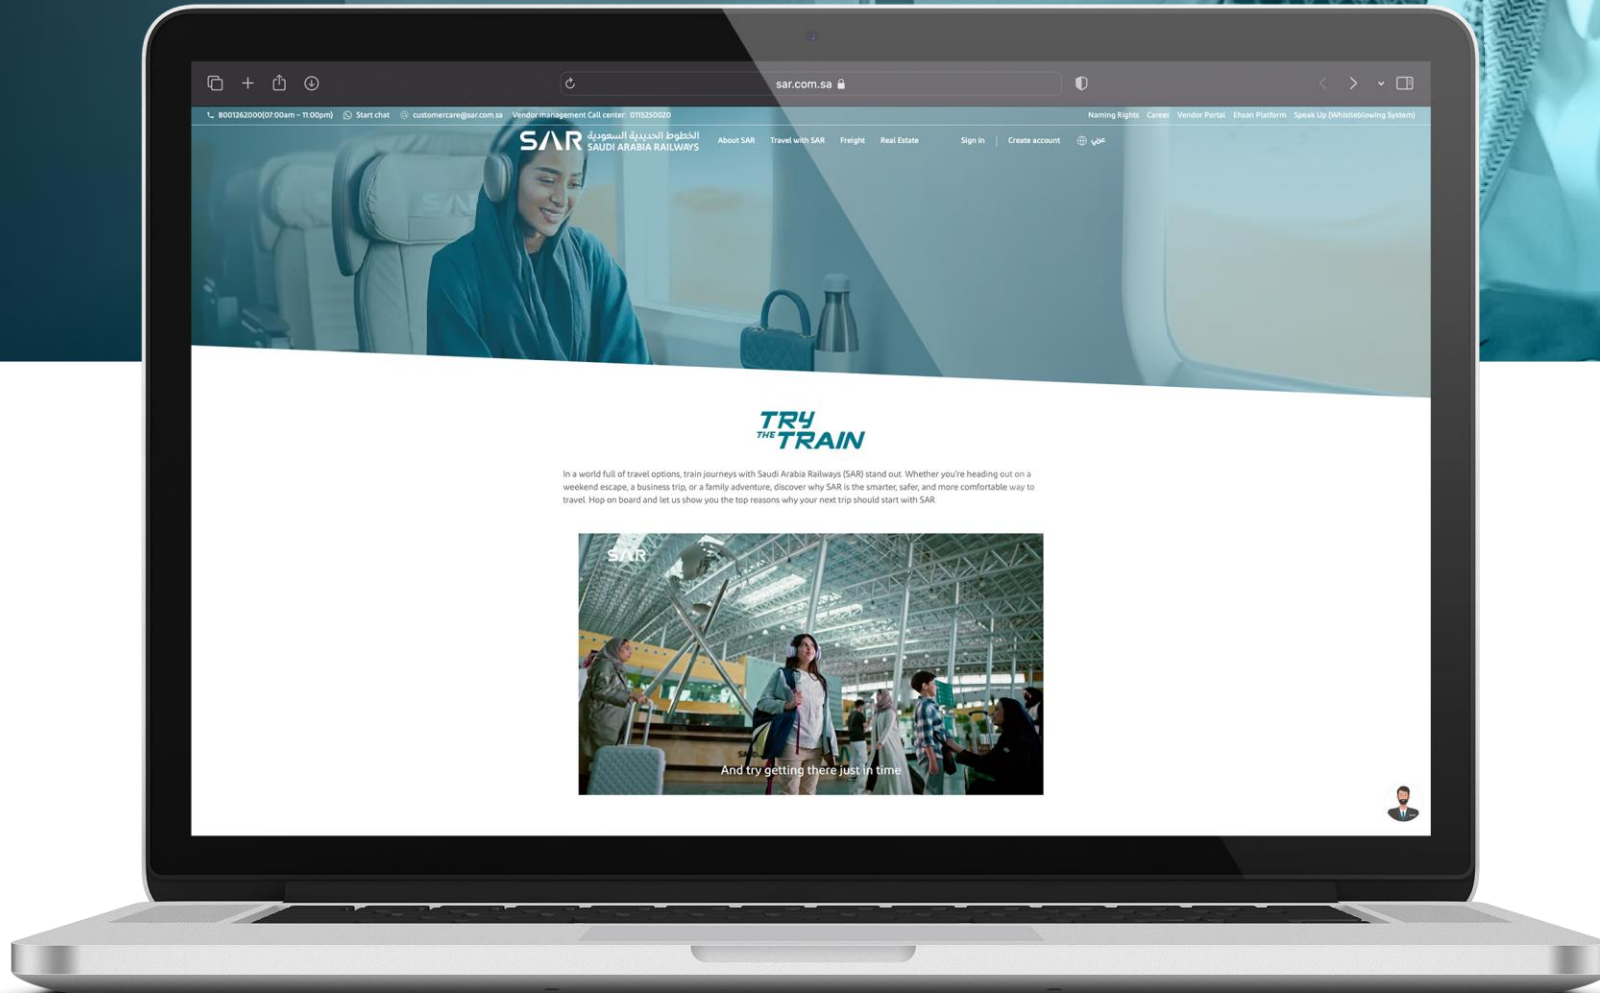 sar.com.sa
8001262000(07:00am – 11:00pm) Start chat customercare@sar.com.sa Vendor management Call center: 0115250020
Naming Rights Career Vendor Portal Ehsan Platform Speak Up (Whistleblowing System)
SAR الخطوط الحديدية السعودية
SAUDI ARABIA RAILWAYS
About SAR Travel with SAR Freight Real Estate Sign in Create account عربي
TRY
THE TRAIN
In a world full of travel options, train journeys with Saudi Arabia Railways (SAR) stand out. Whether you're heading out on a
weekend escape, a business trip, or a family adventure, discover why SAR is the smarter, safer, and more comfortable way to
travel. Hop on board and let us show you the top reasons why your next trip should start with SAR
SAR
And try getting there just in time